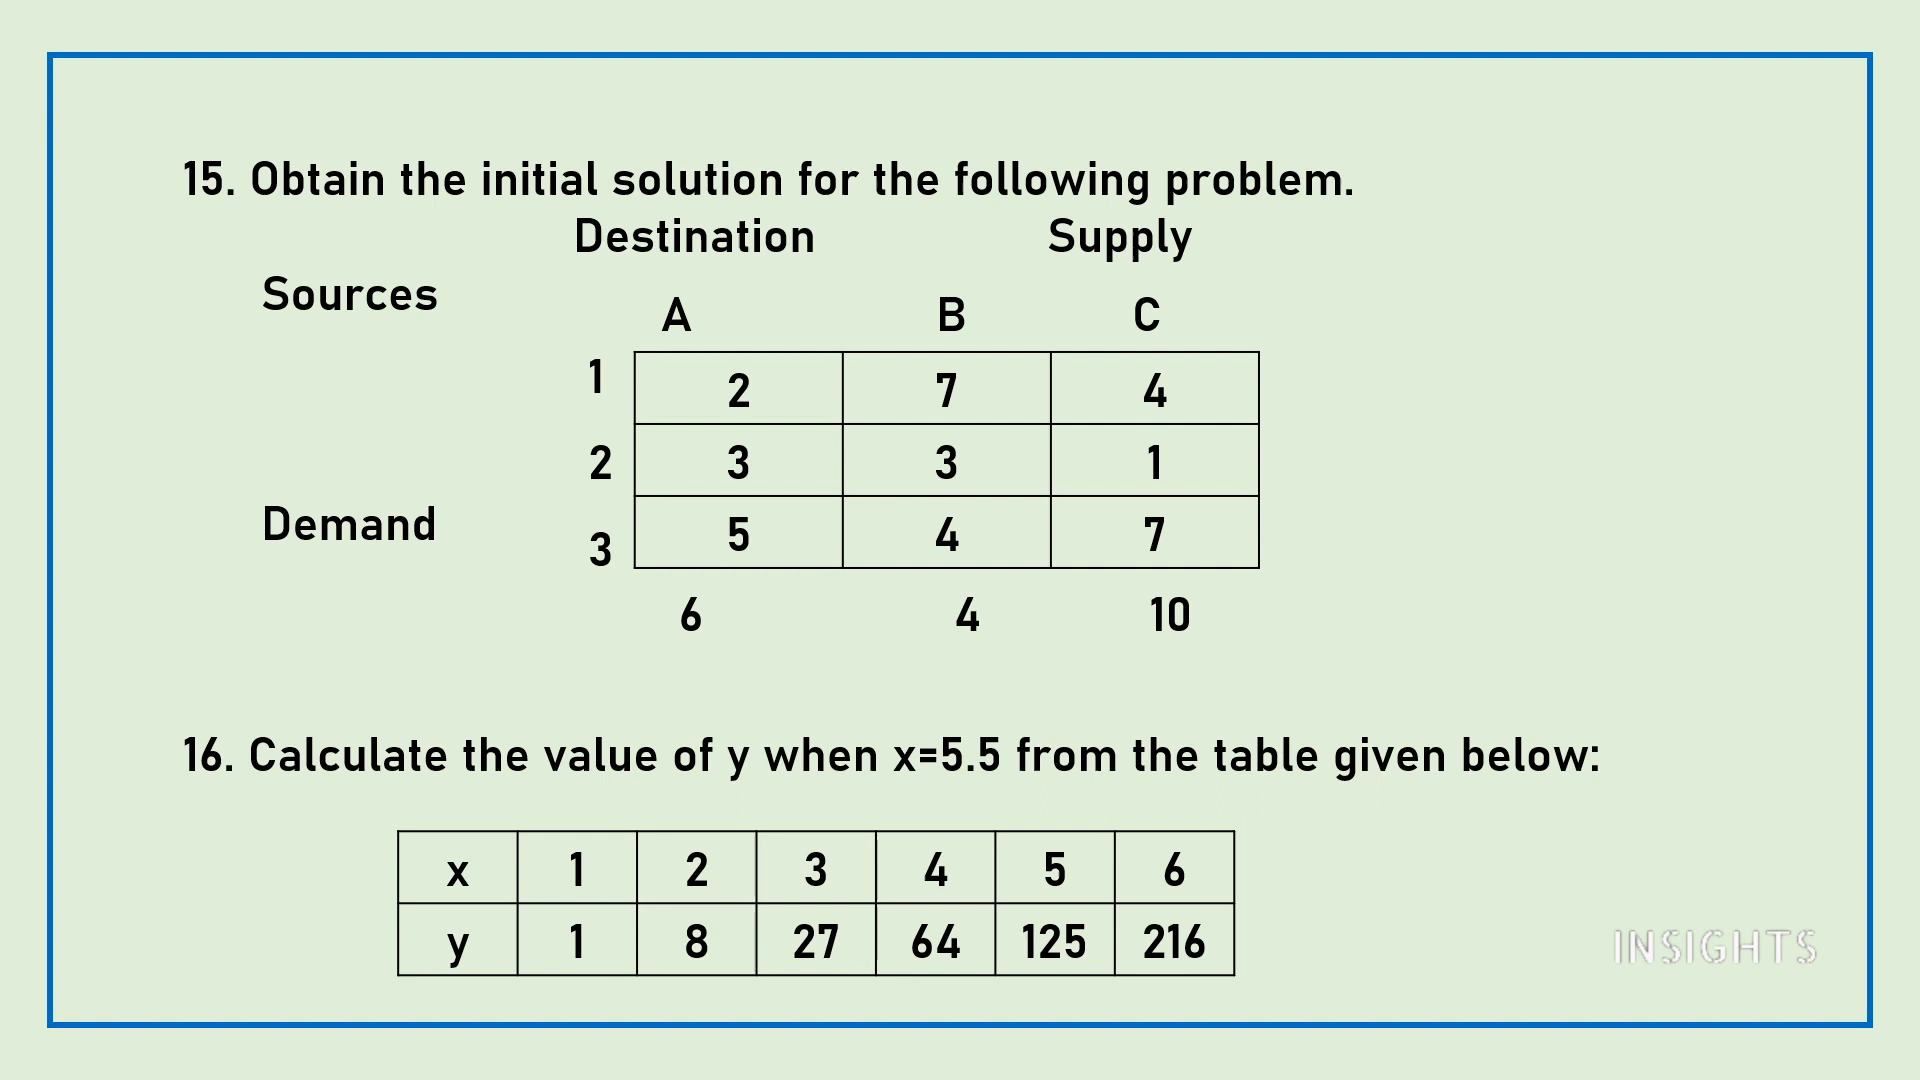 15. Obtain the initial solution for the following problem.
Destination Supply
Sources
A B C
1 2 7 4
2 3 3 1
Demand
3 5 4 7
6 4 10
16. Calculate the value of y when x=5.5 from the table given below:
x 1 2 3 4 5 6
y 1 8 27 64 125 216
INSIGHTS